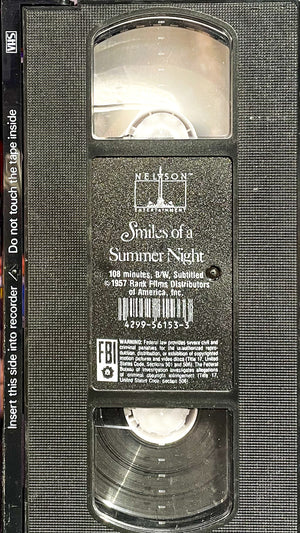 VHS
Insert this side into recorder Do not touch the tape inside
NELSON™
ENTERTAINMENT
Smiles of a
Summer Night
108 minutes, B/W, Subtitled
©1957 Rank Films Distributors
of America, Inc.
4299-56153-3
FBI
WARNING: Federal law provides severe civil and
criminal penalties for the unauthorized repro-
duction, distribution, or exhibition of copyrighted
motion pictures and video discs (Title 17,
United States Code, Sections 501 and 506). The
Federal Bureau of Investigation investigates allegations
of criminal copyright infringement (Title 17,
United States Code, section 506)